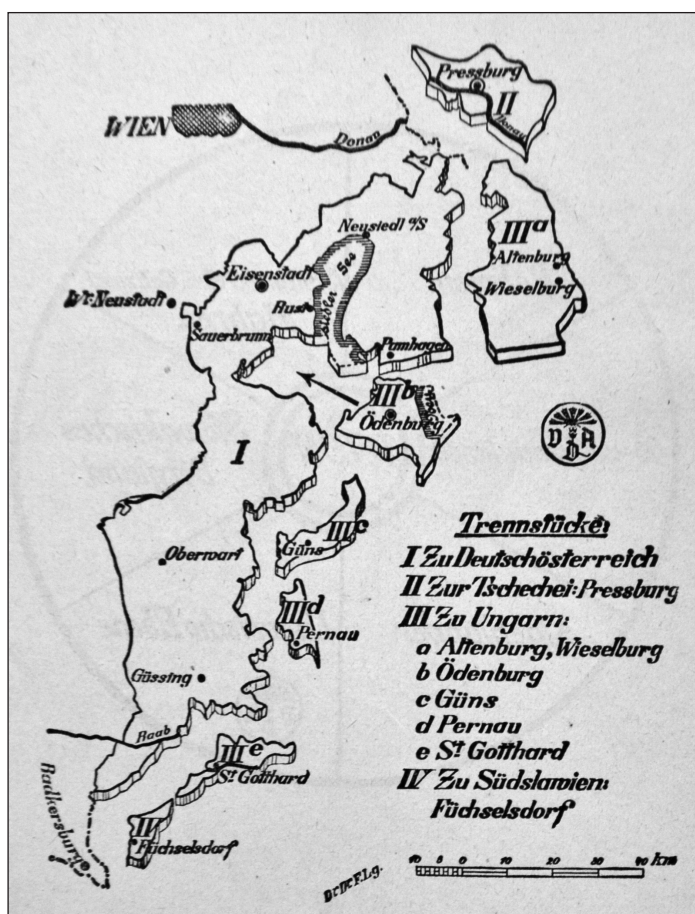 Pressburg
II
Donau
WIEN
Donau
Neusiedl a/S
IIIa
Altenburg
Wieselburg
Eisenstadt
See
Wr. Neustadt
Rust
Sauerbrunn
Pamhagen
IIIb
Ödenburg
VDA
I
IIIc
Güns
Oberwart
IIId
Pernau
Güssing
Raab
IIIe
St Gotthard
Radkersburg
IV
Füchselsdorf
Trennstücke:
I Zu Deutschösterreich
II Zur Tschechei: Pressburg
III Zu Ungarn:
a Altenburg, Wieselburg
b Ödenburg
c Güns
d Pernau
e St Gotthard
IV Zu Südslawien:
Füchselsdorf
10 5 0 10 20 30 40 km